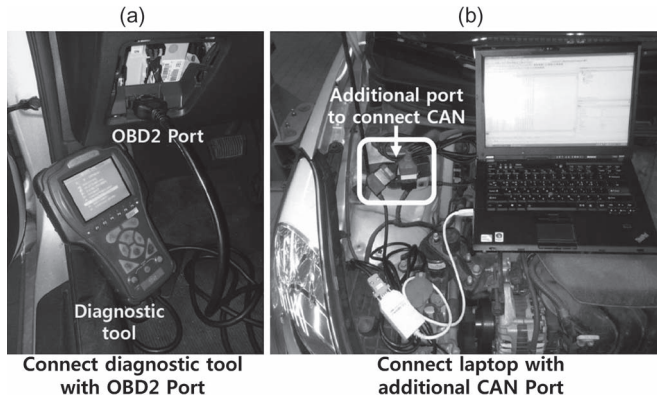 (a)
(b)
OBD2 Port
Diagnostic
tool
Additional port
to connect CAN
Connect diagnostic tool
with OBD2 Port
Connect laptop with
additional CAN Port